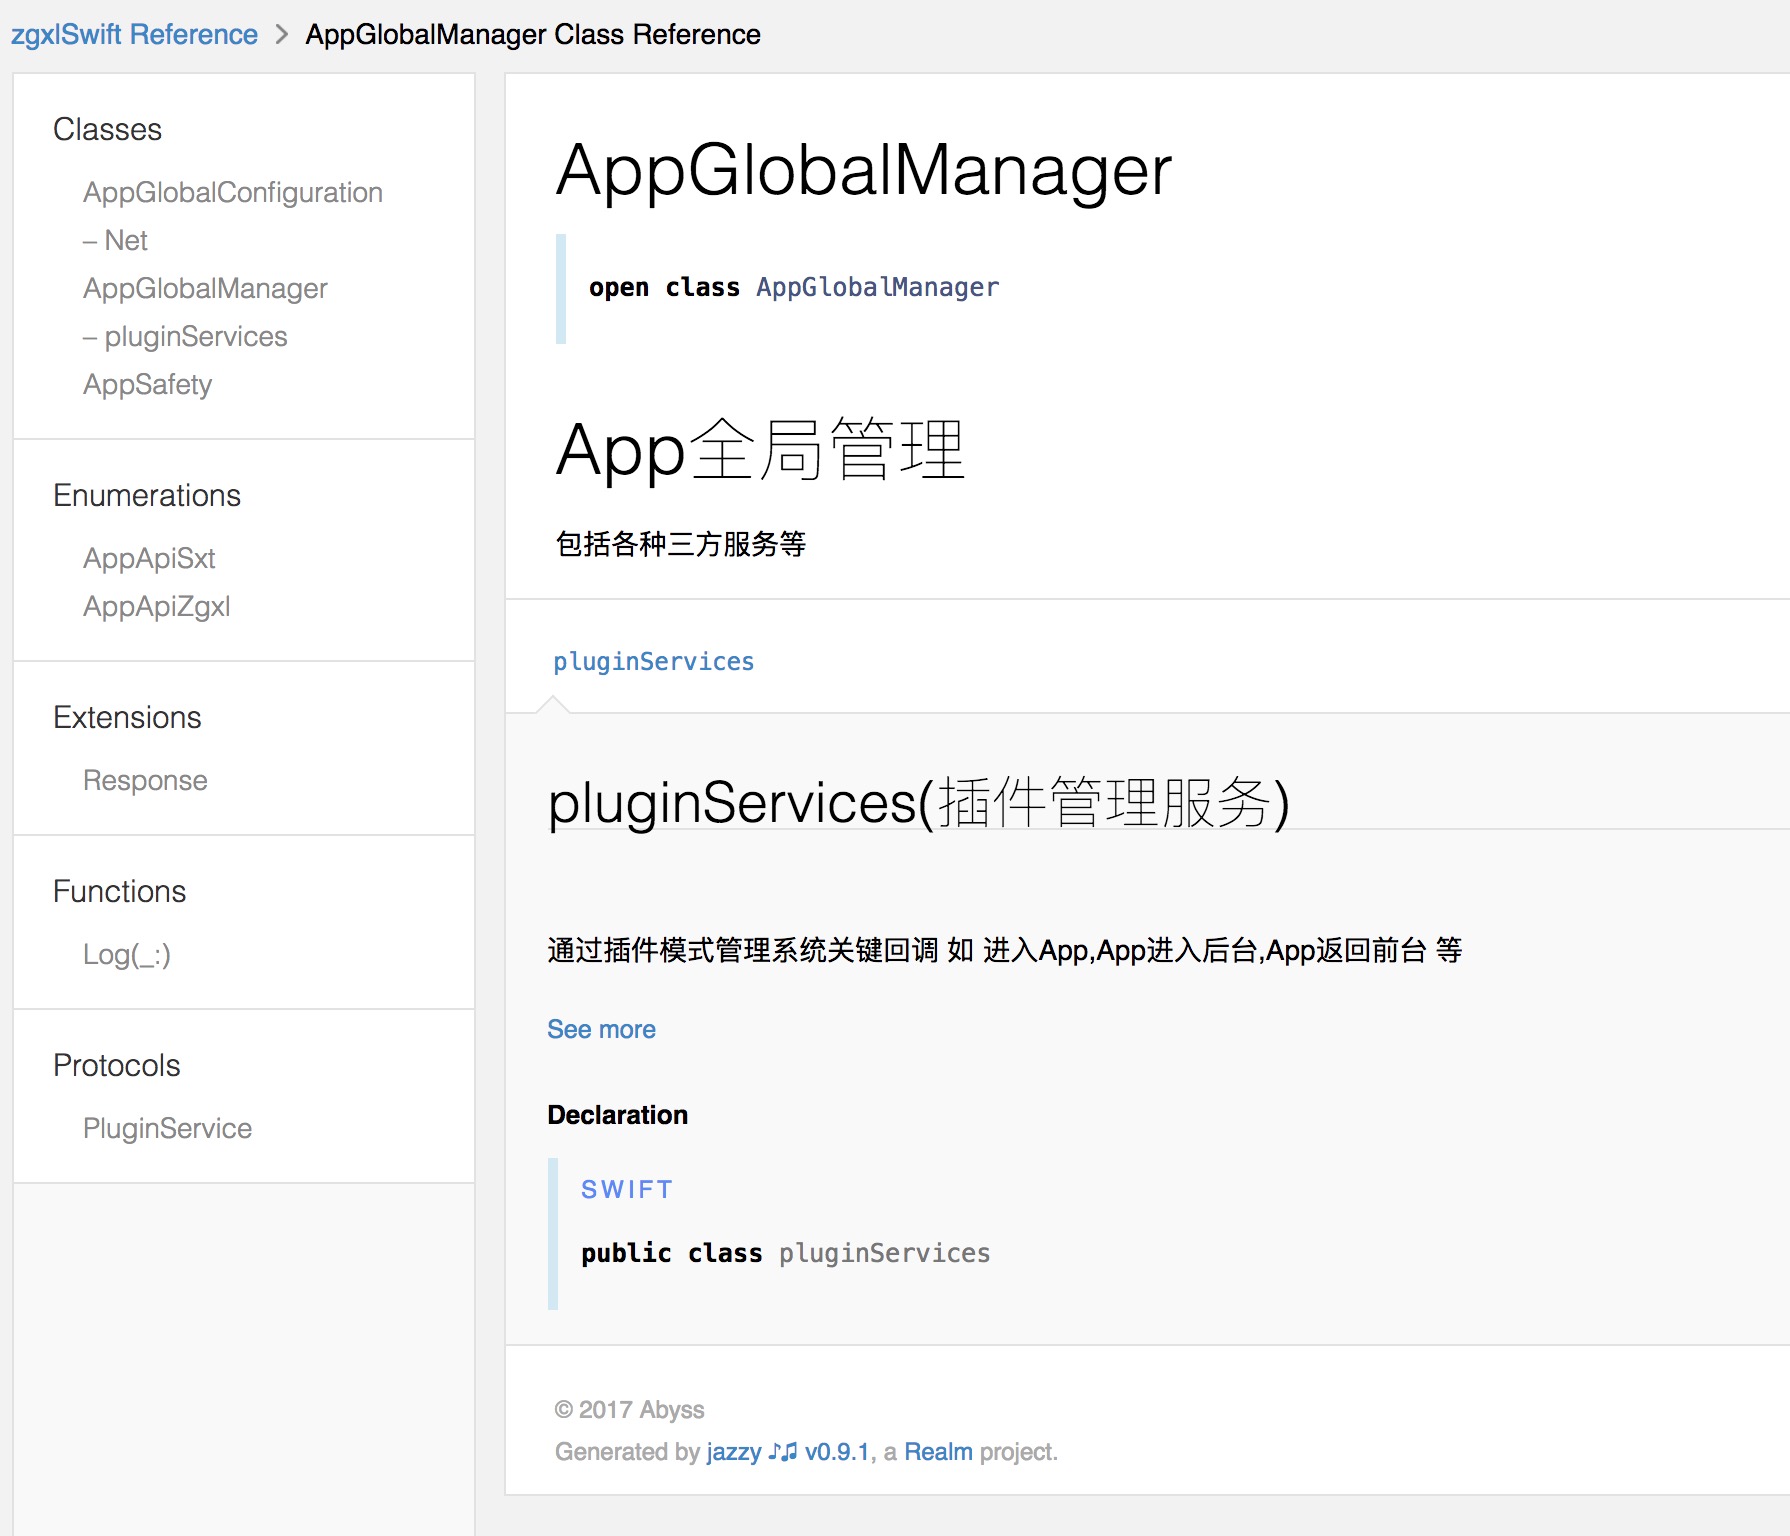 zgxlSwift Reference > AppGlobalManager Class Reference
Classes
AppGlobalConfiguration
– Net
AppGlobalManager
– pluginServices
AppSafety
Enumerations
AppApiSxt
AppApiZgxl
Extensions
Response
Functions
Log(_:)
Protocols
PluginService
AppGlobalManager
open class AppGlobalManager
App全局管理
包括各种三方服务等
pluginServices
pluginServices(插件管理服务)
通过插件模式管理系统关键回调 如 进入App,App进入后台,App返回前台 等
See more
Declaration
SWIFT
public class pluginServices
© 2017 Abyss
Generated by jazzy ♪♫ v0.9.1, a Realm project.